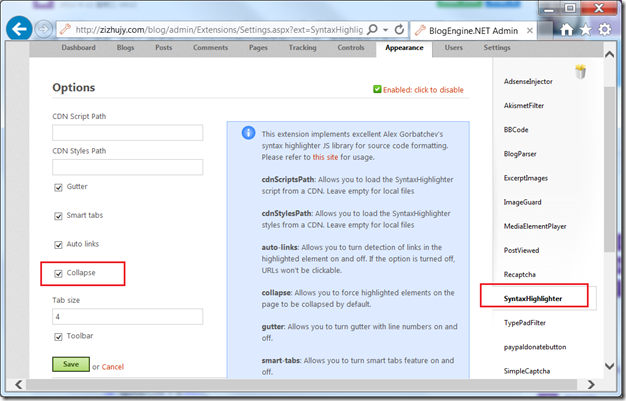 http://zizhujy.com/blog/admin/Extensions/Settings.aspx?ext=SyntaxHighlig
BlogEngine.NET Admin
Dashboard Blogs Posts Comments Pages Tracking Controls Appearance Users Settings
Options
Enabled: click to disable
CDN Script Path
CDN Styles Path
Gutter
Smart tabs
Auto links
Collapse
Tab size
4
Toolbar
Save or Cancel
This extension implements excellent Alex Gorbatchev's
syntax highlighter JS library for source code formatting.
Please refer to this site for usage.
cdnScriptsPath: Allows you to load the SyntaxHighlighter
script from a CDN. Leave empty for local files
cdnStylesPath: Allows you to load the SyntaxHighlighter
styles from a CDN. Leave empty for local files
auto-links: Allows you to turn detection of links in the
highlighted element on and off. If the option is turned off,
URLs won't be clickable.
collapse: Allows you to force highlighted elements on the
page to be collapsed by default.
gutter: Allows you to turn gutter with line numbers on and
off.
smart-tabs: Allows you to turn smart tabs feature on and
off.
AdsenseInjector
AkismetFilter
BBCode
BlogParser
ExcerptImages
ImageGuard
MediaElementPlayer
PostViewed
Recaptcha
SyntaxHighlighter
TypePadFilter
paypaldonatebutton
SimpleCaptcha